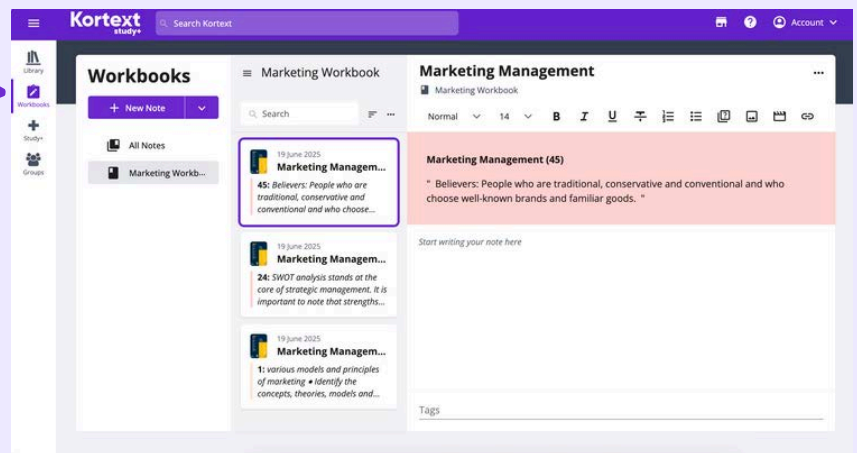 Kortext
study+
Search Kortext
Account
Library
Workbooks
Study+
Groups
Workbooks
+ New Note
All Notes
Marketing Workb...
Marketing Workbook
Search
19 June 2025
Marketing Managem...
45: Believers: People who are
traditional, conservative and
conventional and who choose...
19 June 2025
Marketing Managem...
24: SWOT analysis stands at the
core of strategic management. It is
important to note that strengths...
19 June 2025
Marketing Managem...
1: various models and principles
of marketing • Identify the
concepts, theories, models and...
Marketing Management
Marketing Workbook
Normal 14 B I U T
Marketing Management (45)
" Believers: People who are traditional, conservative and conventional and who
choose well-known brands and familiar goods. "
Start writing your note here
Tags